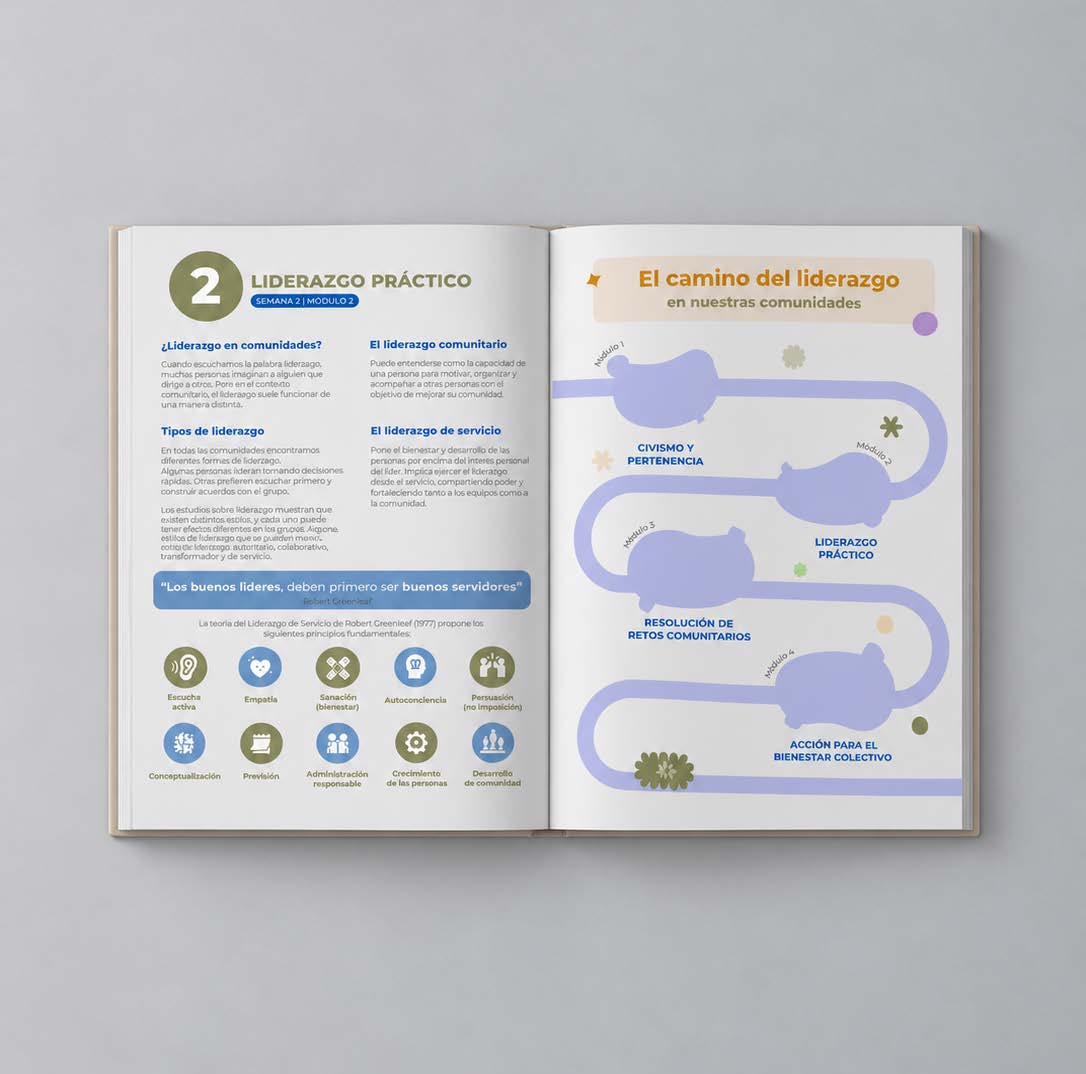 2
LIDERAZGO PRÁCTICO
SEMANA 2 | MÓDULO 2
¿Liderazgo en comunidades?
Cuando escuchamos la palabra liderazgo,
muchas personas imaginan a alguien que
dirige a otros. Pero en el contexto
comunitario, el liderazgo suele funcionar de
una manera distinta.
Tipos de liderazgo
En todas las comunidades encontramos
diferentes formas de liderazgo.
Algunas personas lideran tomando decisiones
rápidas. Otras prefieren escuchar primero y
construir acuerdos con el grupo.
Los estudios sobre liderazgo muestran que
existen distintos estilos, y cada uno puede
tener efectos diferentes en los grupos.
estilos de liderazgo que se pueden
liderazgo: autoritario, colaborativo,
transformador y de servicio.
El liderazgo comunitario
Puede entenderse como la capacidad de
una persona para motivar, organizar y
acompañar a otras personas con el
objetivo de mejorar su comunidad.
El liderazgo de servicio
Pone el bienestar y desarrollo de las
personas por encima del interes personal
del líder. Implica ejercer el liderazgo
desde el servicio, compartiendo poder y
fortaleciendo tanto a los equipos como a
la comunidad.
“Los buenos líderes, deben primero ser buenos servidores”
-Robert Greenleaf
La teoría del Liderazgo de Servicio de Robert Greenleaf (1977) propone los
siguientes principios fundamentales:
Escucha
activa
Empatía
Sanación
(bienestar)
Autoconciencia
Persuasión
(no imposición)
Conceptualización
Previsión
Administración
responsable
Crecimiento
de las personas
Desarrollo
de comunidad
El camino del liderazgo
en nuestras comunidades
Módulo 1
CIVISMO Y
PERTENENCIA
Módulo 2
LIDERAZGO
PRÁCTICO
Módulo 3
RESOLUCIÓN DE
RETOS COMUNITARIOS
Módulo 4
ACCIÓN PARA EL
BIENESTAR COLECTIVO